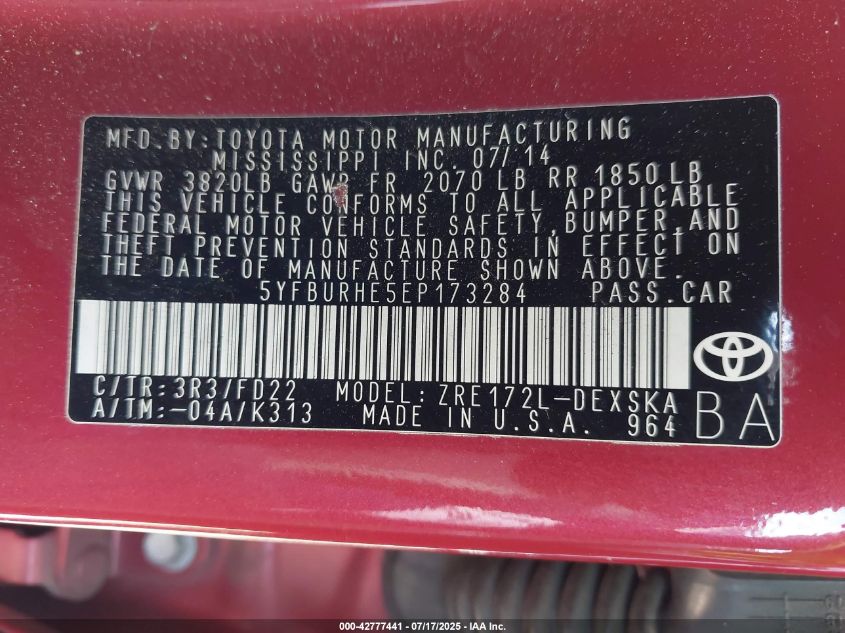 MFD.BY:TOYOTA MOTOR MANUFACTURING
MISSISSIPPI INC. 07/14
GVWR 3820LB GAWR FR 2070 LB RR 1850 LB
THIS VEHICLE CONFORMS TO ALL APPLICABLE
FEDERAL MOTOR VEHICLE SAFETY,BUMPER,AND
THEFT PREVENTION STANDARDS IN EFFECT ON
THE DATE OF MANUFACTURE SHOWN ABOVE.
5YFBURHE5EP173284 PASS.CAR
C/TR:3R3/FD22 MODEL:ZRE172L-DEXSKA
A/TM:-04A/K313 MADE IN U.S.A. 964 BA
000-42777441 - 07/17/2025 - IAA Inc.